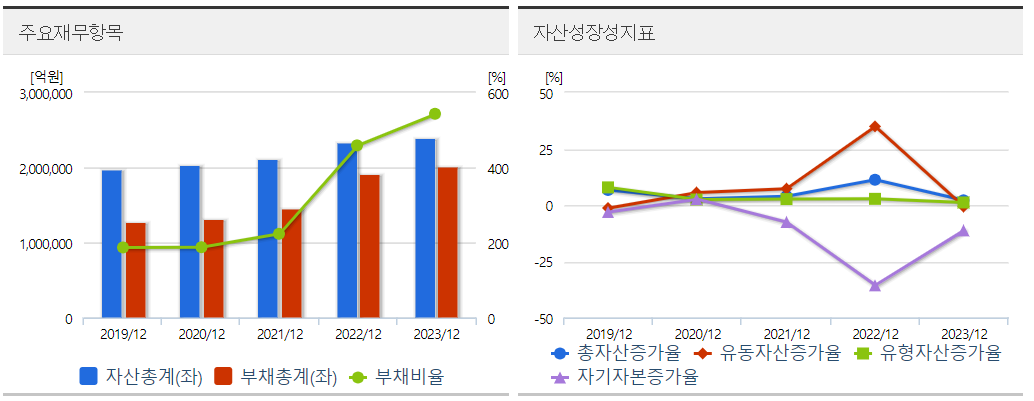 주요재무항목
[억원]
[%]
3,000,000
600
2,000,000
400
1,000,000
200
0
0
2019/12
2020/12
2021/12
2022/12
2023/12
자산총계(좌)
부채총계(좌)
부채비율
자산성장성지표
[%]
50
25
0
-25
-50
2019/12
2020/12
2021/12
2022/12
2023/12
총자산증가율
유동자산증가율
유형자산증가율
자기자본증가율